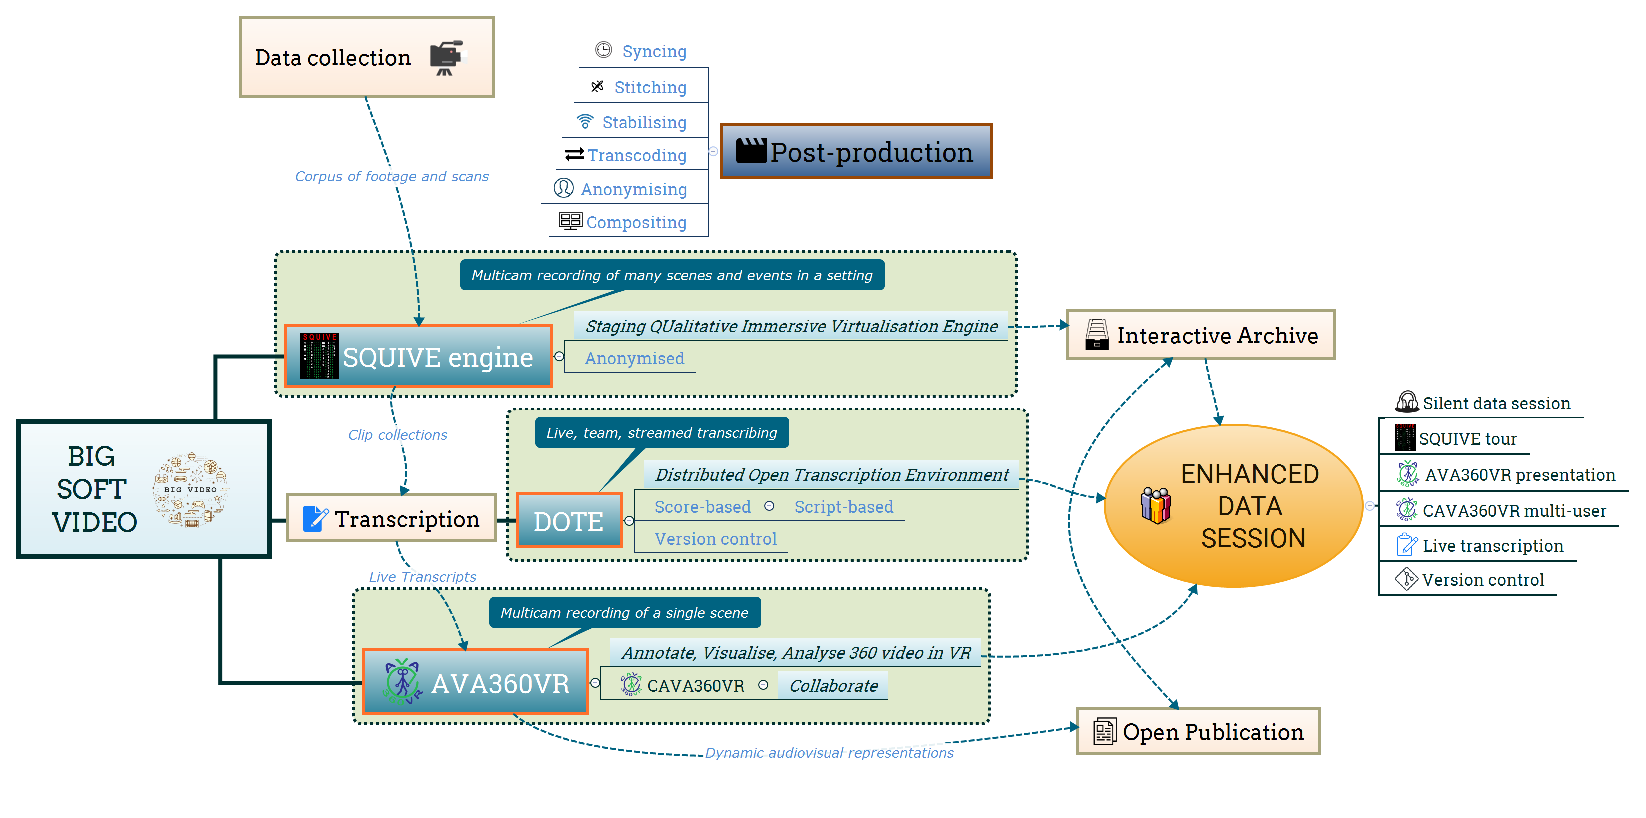 Data collection
Syncing
Stitching
Stabilising
Transcoding
Anonymising
Compositing
Post-production
Corpus of footage and scans
Multicam recording of many scenes and events in a setting
SQUIVE
SQUIVE engine
Staging QUalitative Immersive Virtualisation Engine
Anonymised
Interactive Archive
Clip collections
Live, team, streamed transcribing
BIG
SOFT
VIDEO
BIG VIDEO
Transcription
DOTE
Distributed Open Transcription Environment
Score-based
Script-based
Version control
ENHANCED
DATA
SESSION
Silent data session
SQUIVE tour
AVA360VR presentation
CAVA360VR multi-user
Live transcription
Version control
Live Transcripts
Multicam recording of a single scene
AVA360VR
Annotate, Visualise, Analyse 360 video in VR
CAVA360VR
Collaborate
Open Publication
Dynamic audiovisual representations